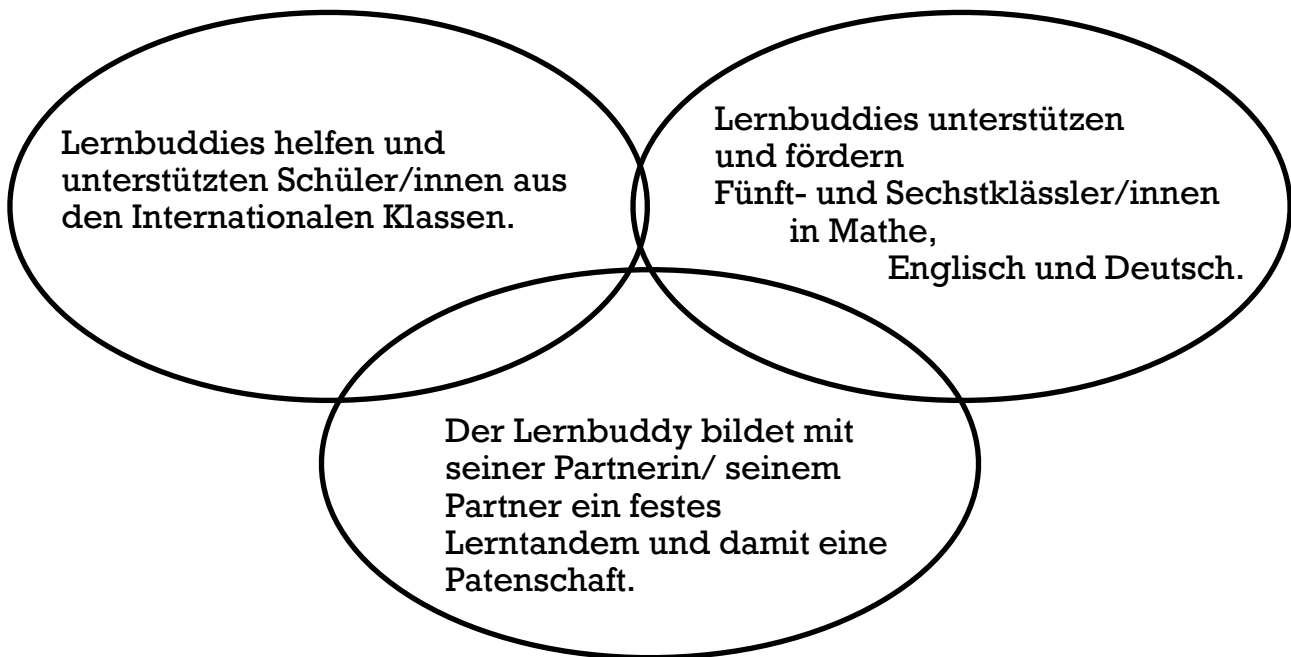 Lernbuddies helfen und
unterstützten Schüler/innen aus
den Internationalen Klassen.
Lernbuddies unterstützen
und fördern
Fünft- und Sechstklässler/innen
in Mathe,
Englisch und Deutsch.
Der Lernbuddy bildet mit
seiner Partnerin/ seinem
Partner ein festes
Lerntandem und damit eine
Patenschaft.